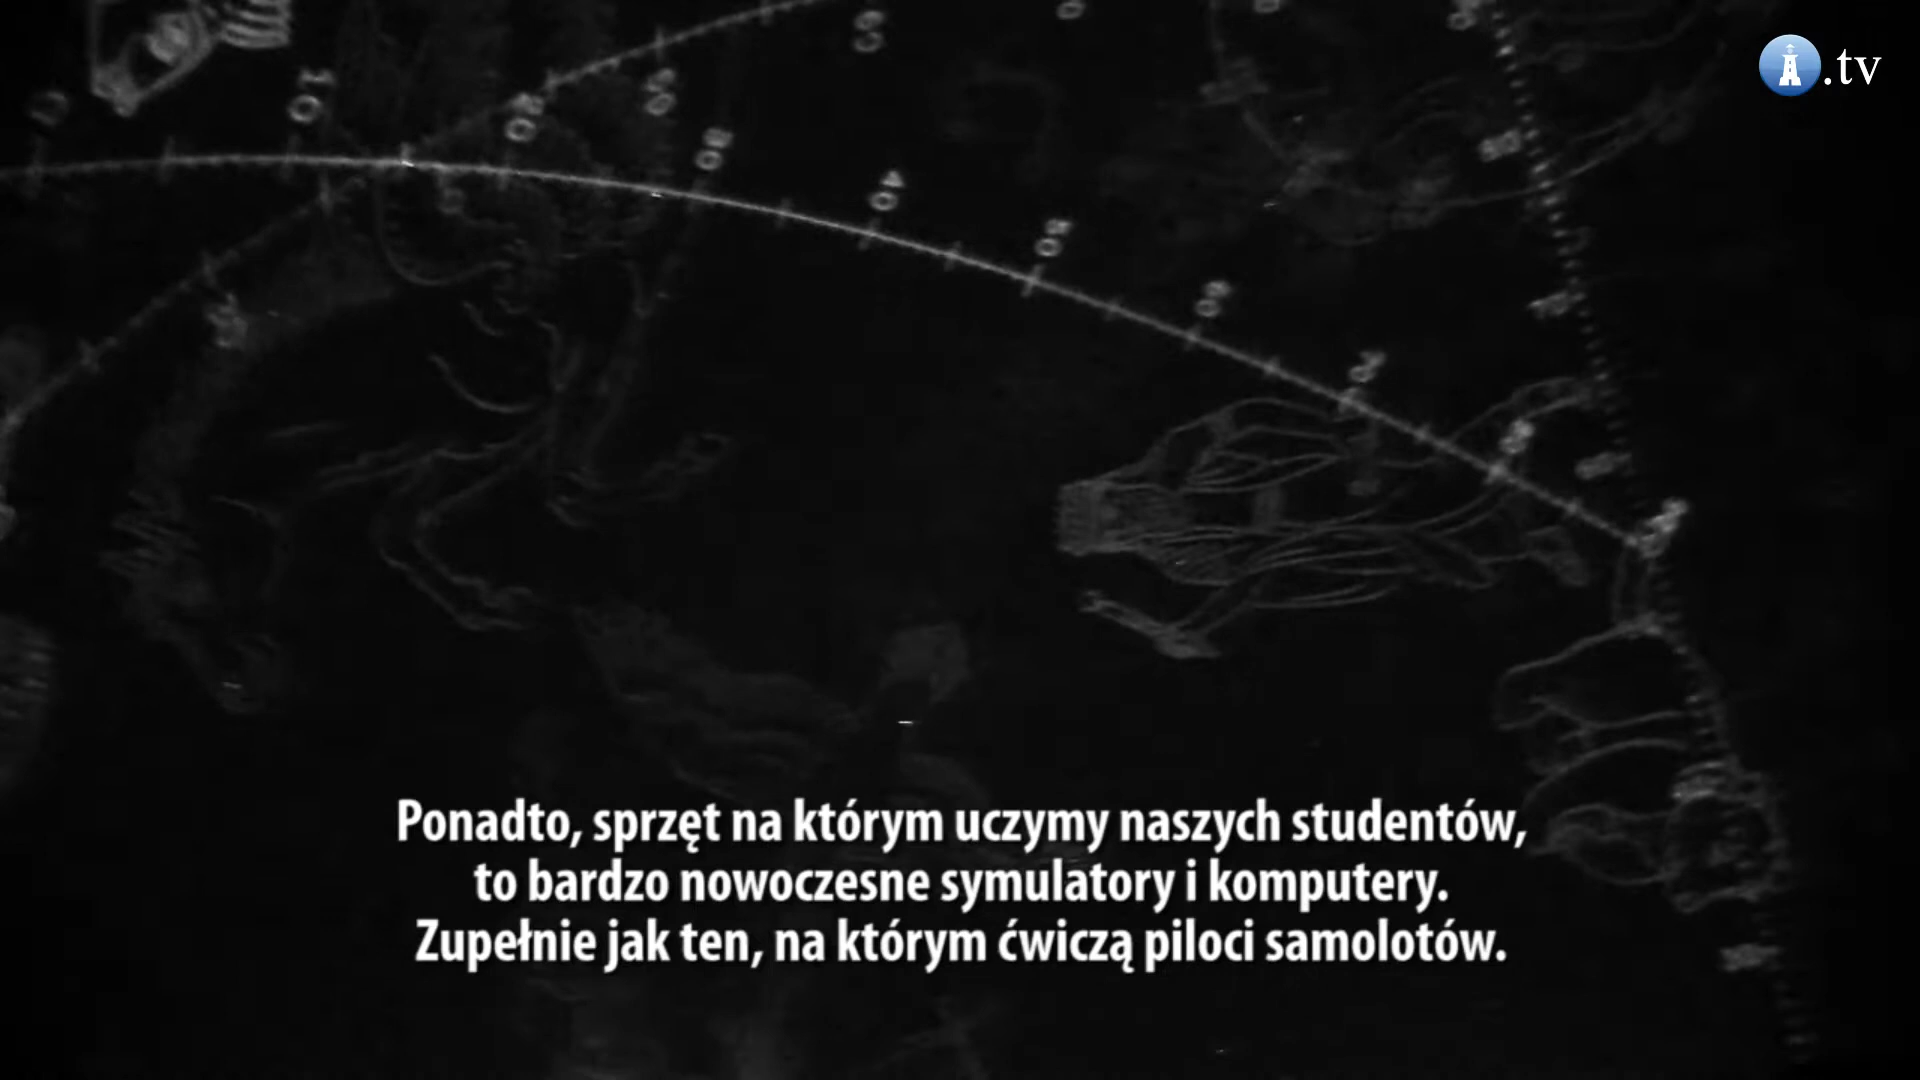 .tv
Ponadto, sprzęt na którym uczymy naszych studentów,
to bardzo nowoczesne symulatory i komputery.
Zupełnie jak ten, na którym ćwiczą piloci samolotów.